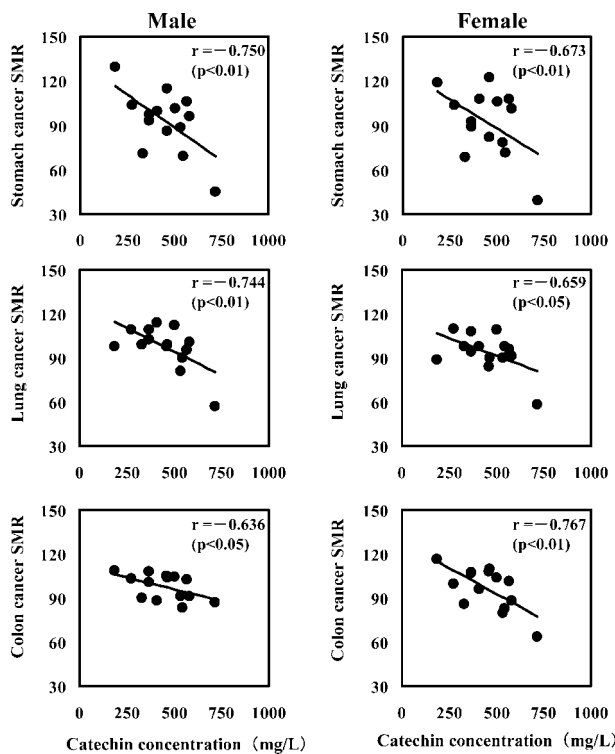 Male
Female
Stomach cancer SMR
150
120
90
60
30
r =－0.750
(p<0.01)
0 250 500 750 1000
Stomach cancer SMR
150
120
90
60
30
r =－0.673
(p<0.01)
0 250 500 750 1000
Lung cancer SMR
150
120
90
60
30
r =－0.744
(p<0.01)
0 250 500 750 1000
Lung cancer SMR
150
120
90
60
30
r =－0.659
(p<0.05)
0 250 500 750 1000
Colon cancer SMR
150
120
90
60
30
r =－0.636
(p<0.05)
0 250 500 750 1000
Catechin concentration（mg/L）
Colon cancer SMR
150
120
90
60
30
r =－0.767
(p<0.01)
0 250 500 750 1000
Catechin concentration（mg/L）